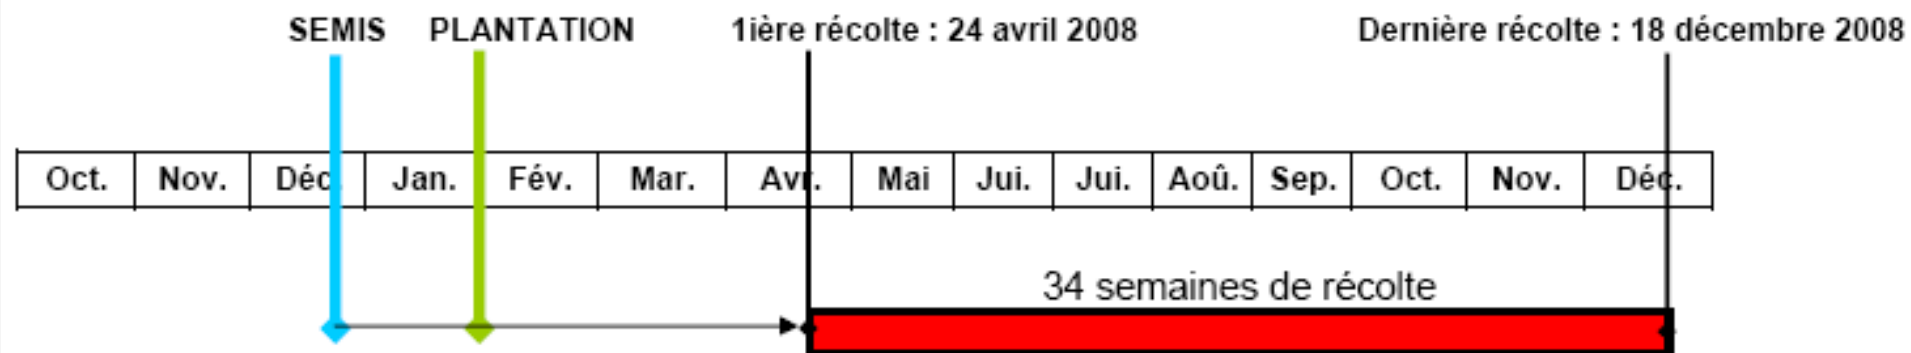 SEMIS PLANTATION 1ière récolte : 24 avril 2008 Dernière récolte : 18 décembre 2008
Oct. Nov. Déc. Jan. Fév. Mar. Avr. Mai Jui. Jui. Aoû. Sep. Oct. Nov. Déc.
34 semaines de récolte